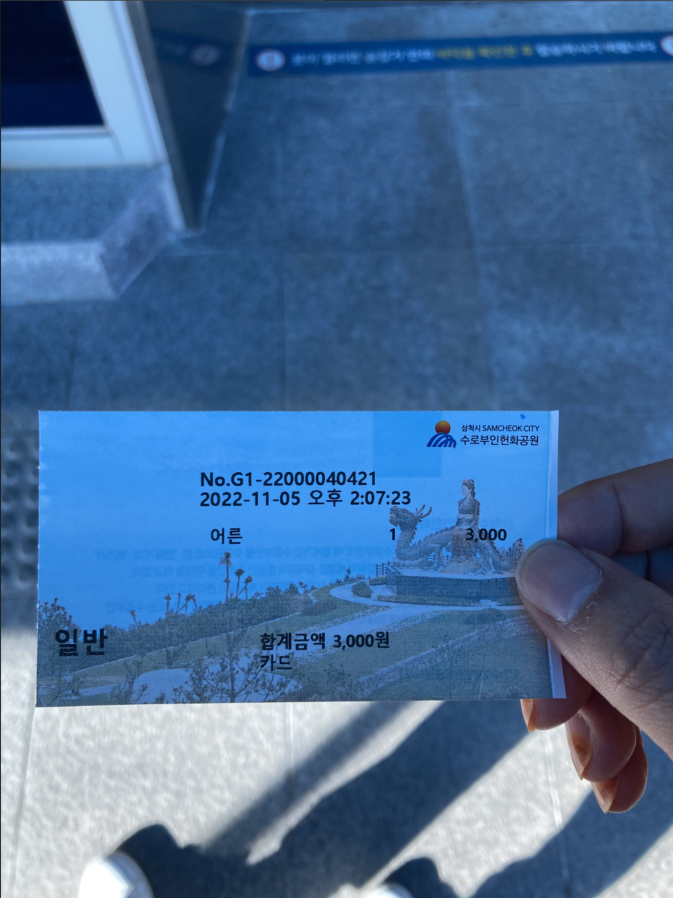 삼척시 SAMCHEOK CITY
수로부인헌화공원
No.G1-22000040421
2022-11-05 오후 2:07:23
어른 1 3,000
일반
합계금액 3,000원
카드